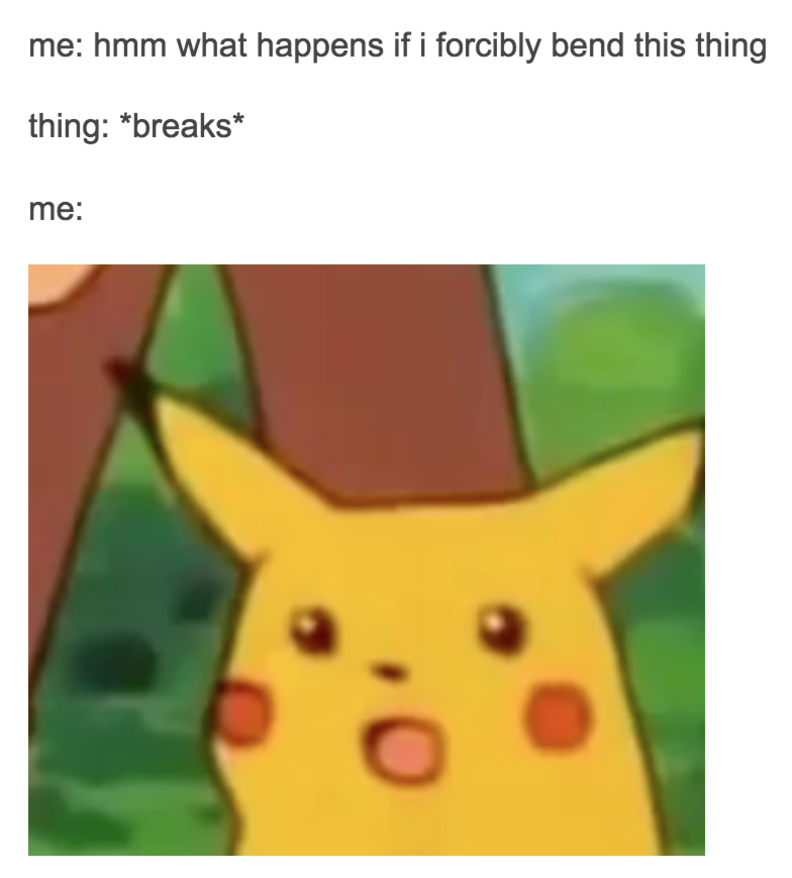 me: hmm what happens if i forcibly bend this thing
thing: *breaks*
me: